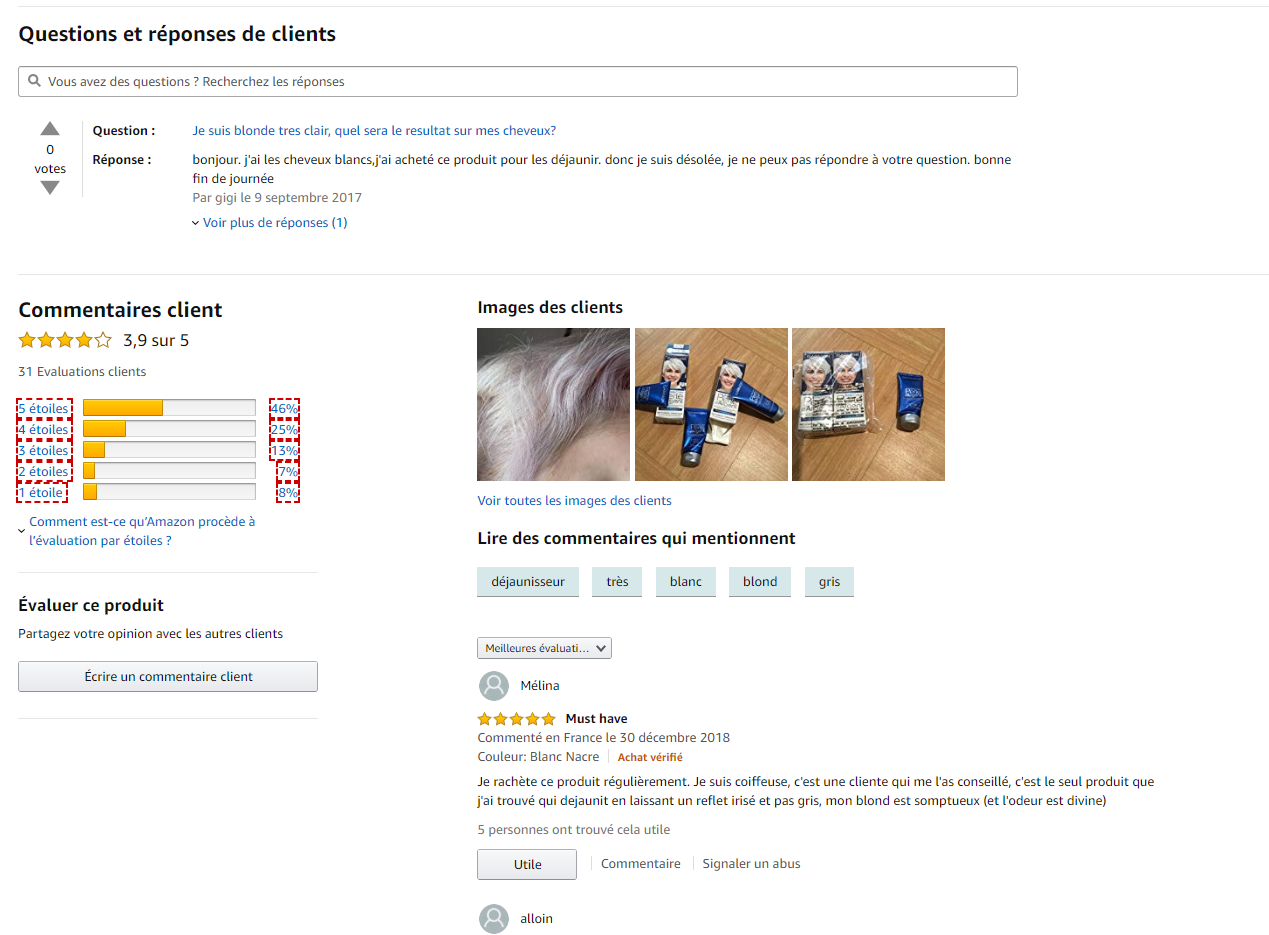 Questions et réponses de clients
Vous avez des questions ? Recherchez les réponses
0
votes
Question :
Je suis blonde tres clair, quel sera le resultat sur mes cheveux?
Réponse :
bonjour. j'ai les cheveux blancs,j'ai acheté ce produit pour les déjaunir. donc je suis désolée, je ne peux pas répondre à votre question. bonne
fin de journée
Par gigi le 9 septembre 2017
Voir plus de réponses (1)
Commentaires client
3,9 sur 5
31 Evaluations clients
5 étoiles 46%
4 étoiles 25%
3 étoiles 13%
2 étoiles 7%
1 étoile 8%
Comment est-ce qu’Amazon procède à
l’évaluation par étoiles ?
Évaluer ce produit
Partagez votre opinion avec les autres clients
Écrire un commentaire client
Images des clients
Voir toutes les images des clients
Lire des commentaires qui mentionnent
déjaunisseur très blanc blond gris
Meilleures évaluati...
Mélina
Must have
Commenté en France le 30 décembre 2018
Couleur: Blanc Nacre Achat vérifié
Je rachète ce produit régulièrement. Je suis coiffeuse, c'est une cliente qui me l'as conseillé, c'est le seul produit que
j'ai trouvé qui dejaunit en laissant un reflet irisé et pas gris, mon blond est somptueux (et l'odeur est divine)
5 personnes ont trouvé cela utile
Utile Commentaire Signaler un abus
alloin